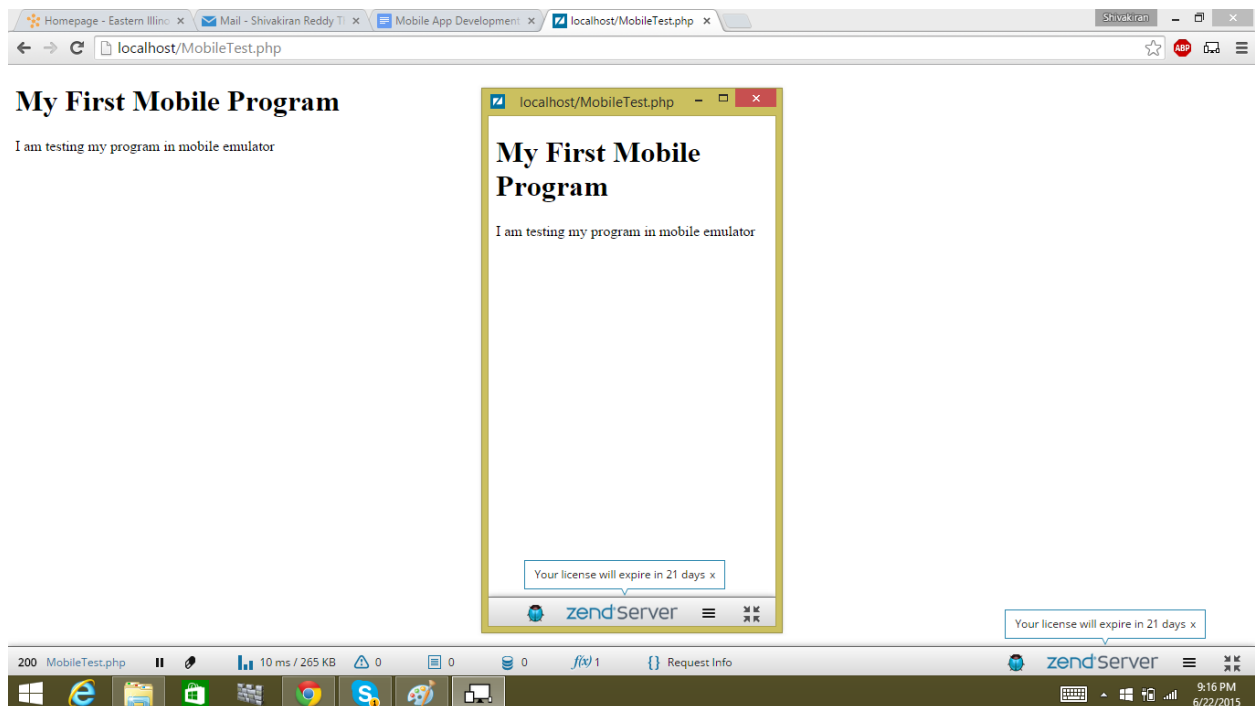 Homepage - Eastern Illino
Mail - Shivakiran Reddy T
Mobile App Development
localhost/MobileTest.php
Shivakiran
localhost/MobileTest.php
ABP
My First Mobile Program
I am testing my program in mobile emulator
localhost/MobileTest.php
My First Mobile
Program
I am testing my program in mobile emulator
Your license will expire in 21 days x
zend Server
Your license will expire in 21 days x
200 MobileTest.php 10 ms / 265 KB 0 0 0 f(x) 1 {} Request Info zend Server
9:16 PM
6/22/2015